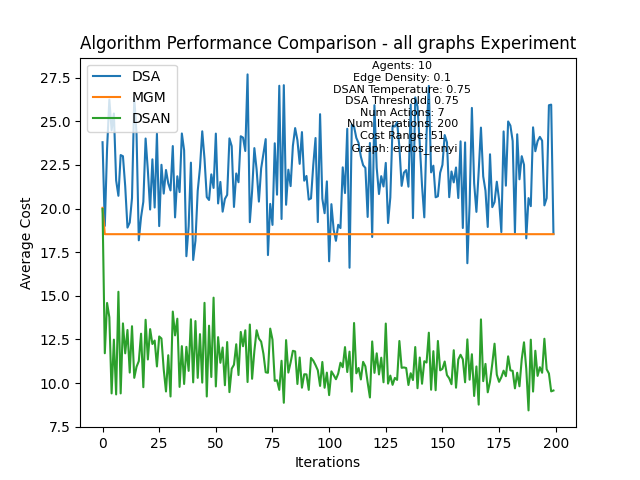 Algorithm Performance Comparison - all graphs Experiment
DSA
MGM
DSAN
Agents: 10
Edge Density: 0.1
DSAN Temperature: 0.75
DSA Threshold: 0.75
Num Actions: 7
Num Iterations: 200
Cost Range: 51
Graph: erdos_renyi
Average Cost
27.5
25.0
22.5
20.0
17.5
15.0
12.5
10.0
7.5
0 25 50 75 100 125 150 175 200
Iterations